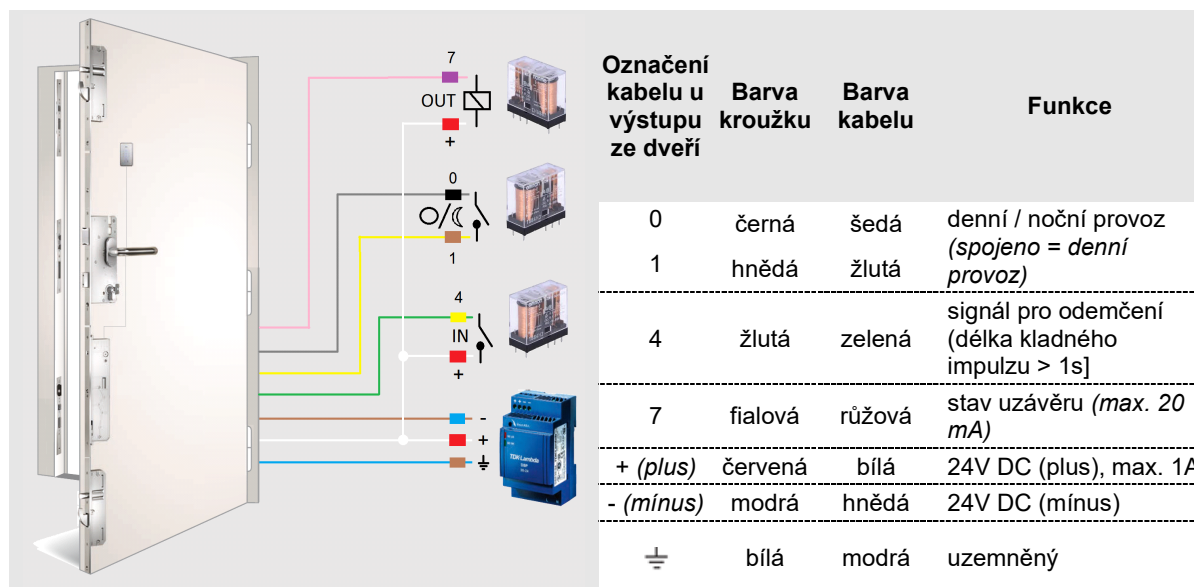 7
OUT
+
0
1
4
IN
+
-
+
TDK·Lambda
Označení
kabelu u
výstupu
ze dveří
Barva
kroužku
Barva
kabelu
Funkce
0 černá šedá denní / noční provoz
(spojeno = denní
provoz)
1 hnědá žlutá
4 žlutá zelená signál pro odemčení
(délka kladného
impulzu > 1s]
7 fialová růžová stav uzávěru (max. 20
mA)
+ (plus) červená bílá 24V DC (plus), max. 1A
- (mínus) modrá hnědá 24V DC (mínus)
bílá modrá uzemněný